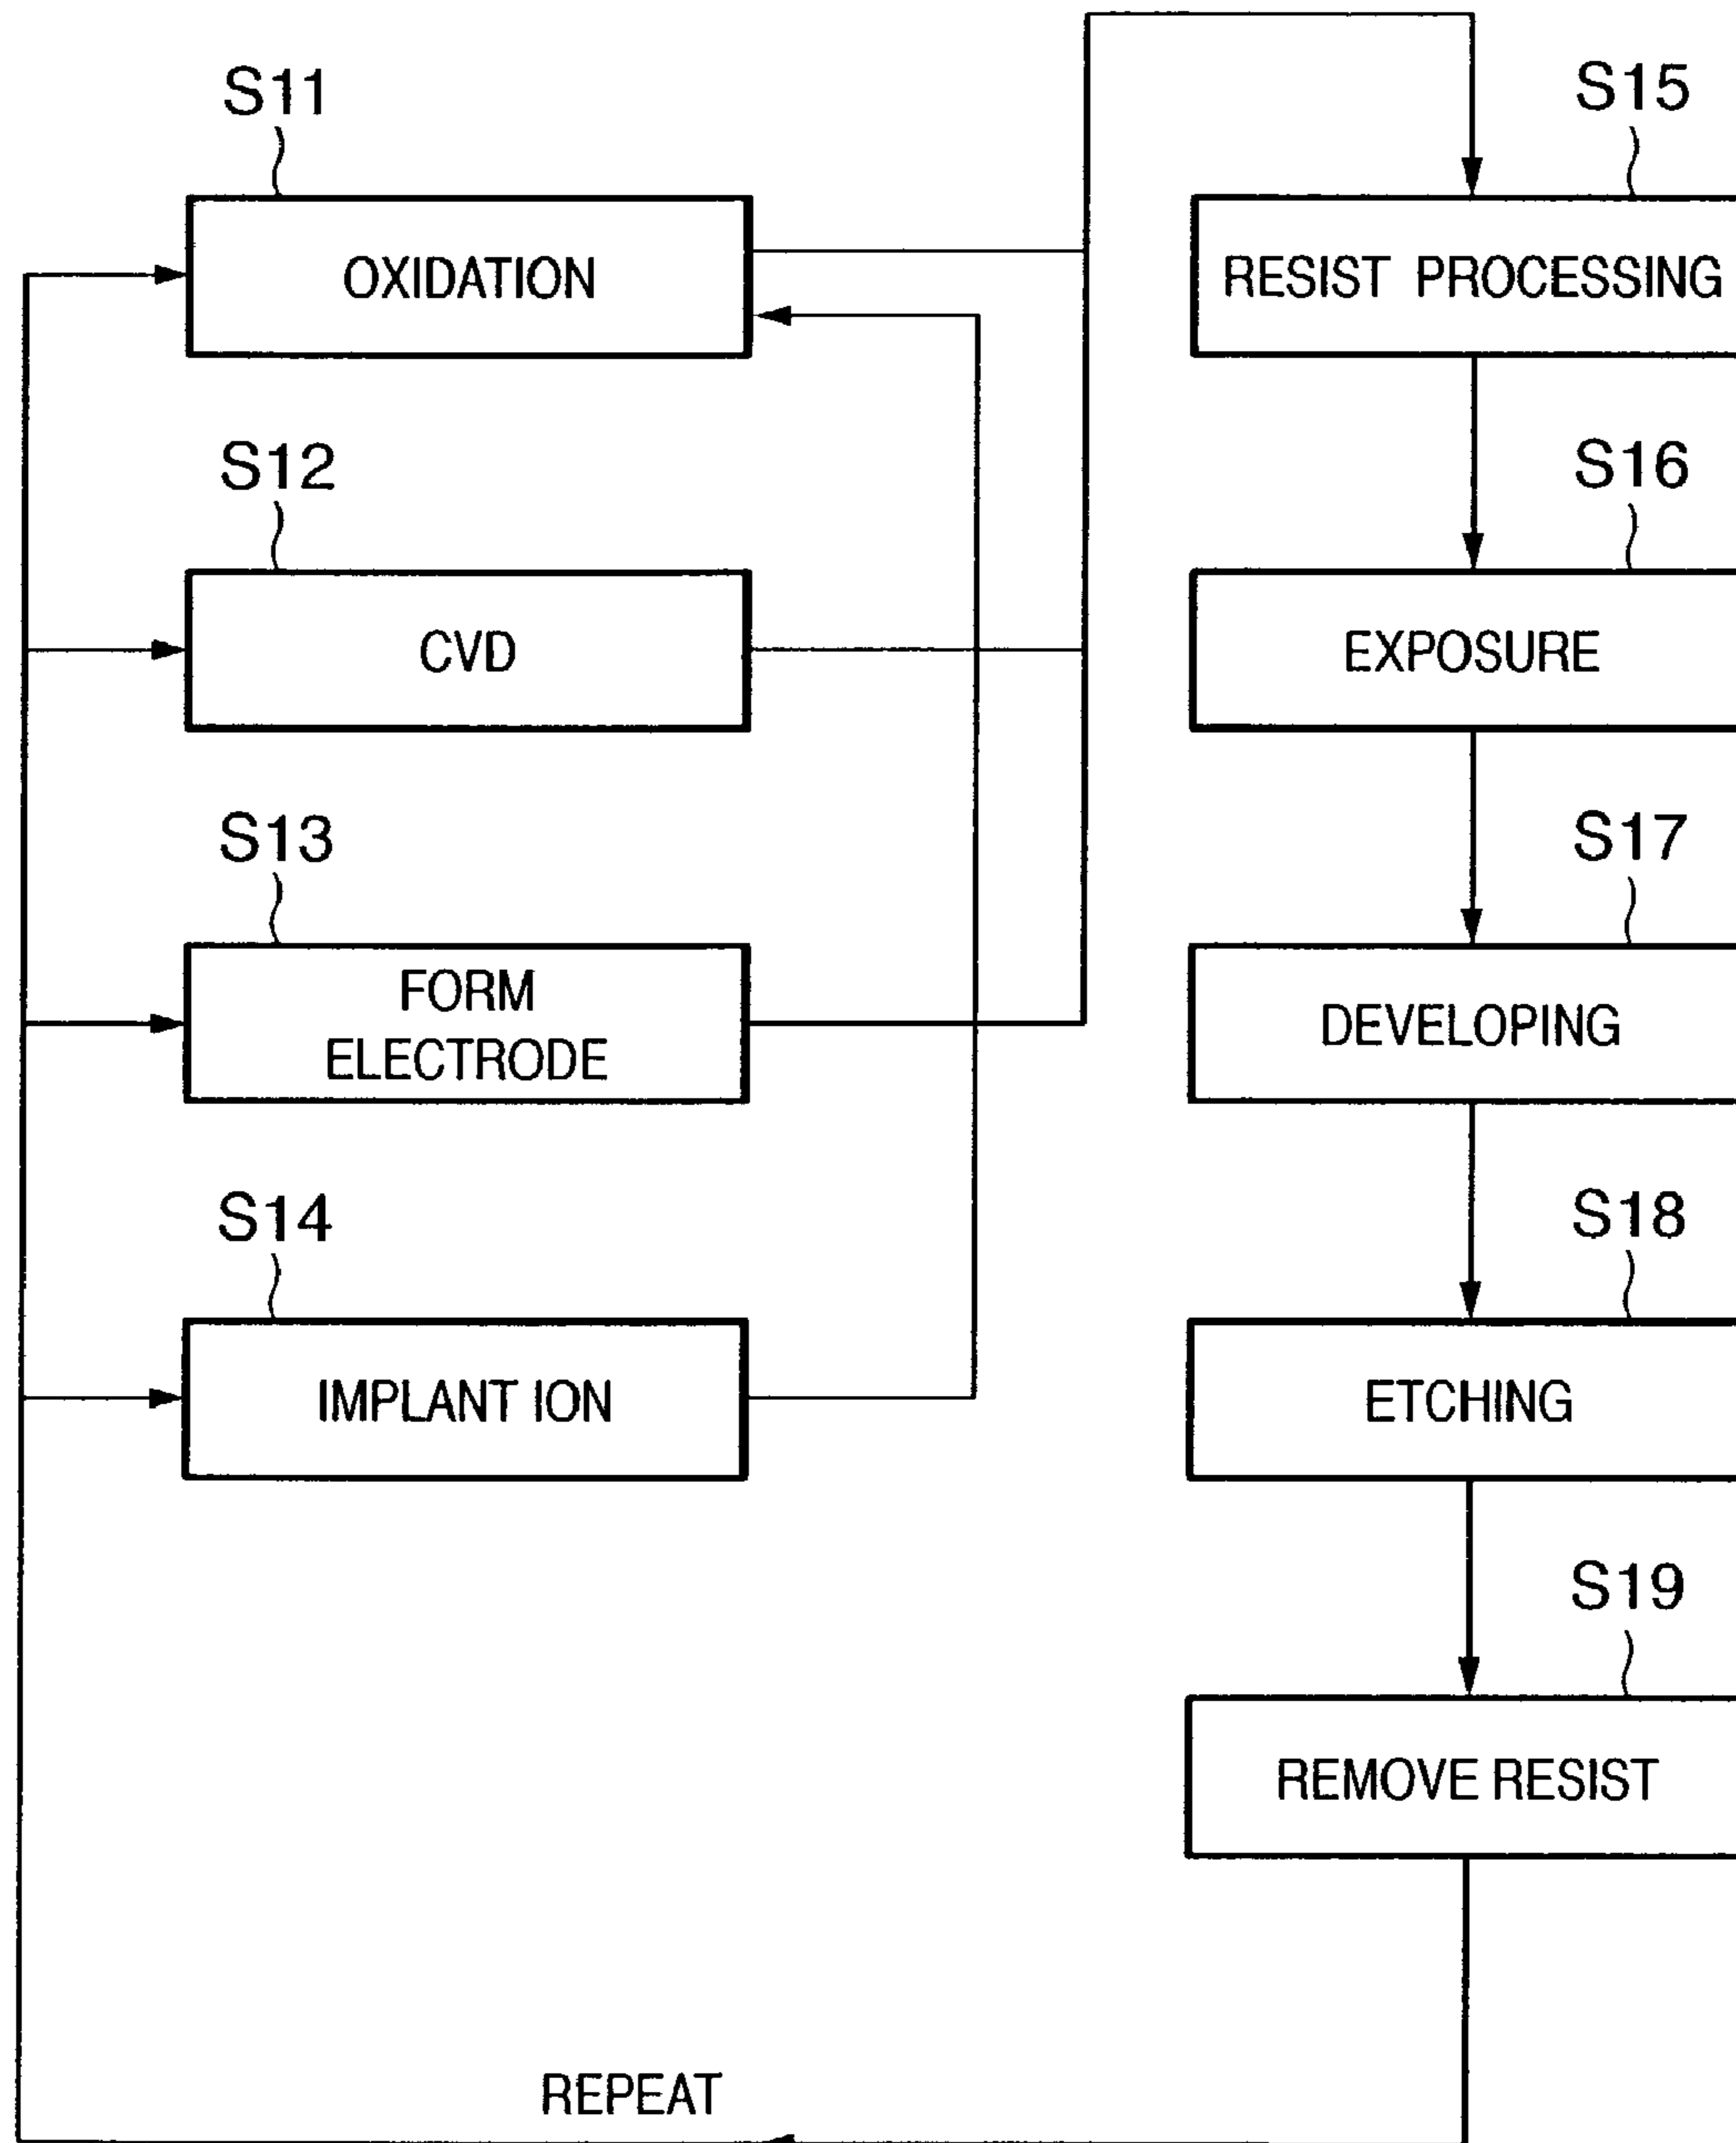 S11
OXIDATION
S12
CVD
S13
FORM
ELECTRODE
S14
IMPLANT ION
S15
RESIST PROCESSING
S16
EXPOSURE
S17
DEVELOPING
S18
ETCHING
S19
REMOVE RESIST
REPEAT